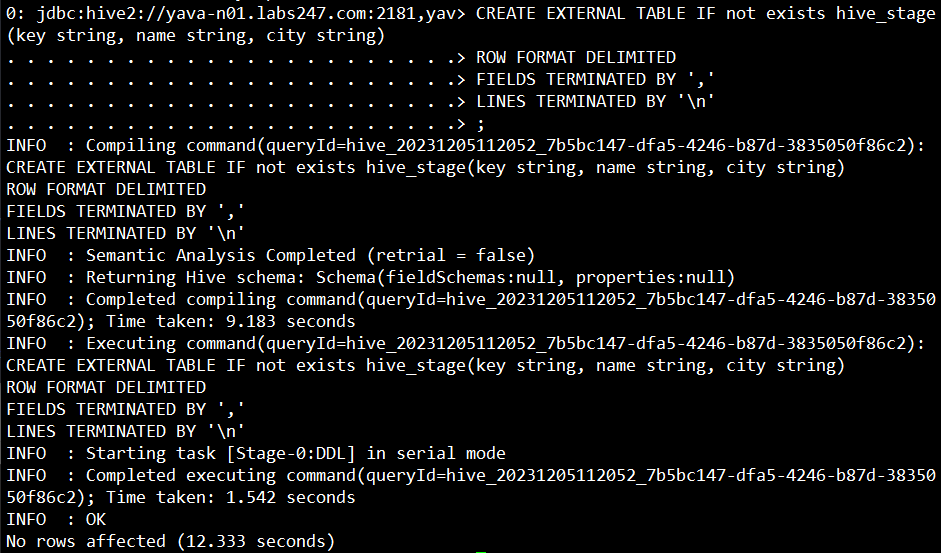 0: jdbc:hive2://yava-n01.labs247.com:2181,yav> CREATE EXTERNAL TABLE IF not exists hive_stage
(key string, name string, city string)
. . . . . . . . . . . . . . . . . . . . . . .> ROW FORMAT DELIMITED
. . . . . . . . . . . . . . . . . . . . . . .> FIELDS TERMINATED BY ','
. . . . . . . . . . . . . . . . . . . . . . .> LINES TERMINATED BY '\n'
. . . . . . . . . . . . . . . . . . . . . . .> ;
INFO  : Compiling command(queryId=hive_20231205112052_7b5bc147-dfa5-4246-b87d-3835050f86c2):
CREATE EXTERNAL TABLE IF not exists hive_stage(key string, name string, city string)
ROW FORMAT DELIMITED
FIELDS TERMINATED BY ','
LINES TERMINATED BY '\n'
INFO  : Semantic Analysis Completed (retrial = false)
INFO  : Returning Hive schema: Schema(fieldSchemas:null, properties:null)
INFO  : Completed compiling command(queryId=hive_20231205112052_7b5bc147-dfa5-4246-b87d-38350
50f86c2); Time taken: 9.183 seconds
INFO  : Executing command(queryId=hive_20231205112052_7b5bc147-dfa5-4246-b87d-3835050f86c2):
CREATE EXTERNAL TABLE IF not exists hive_stage(key string, name string, city string)
ROW FORMAT DELIMITED
FIELDS TERMINATED BY ','
LINES TERMINATED BY '\n'
INFO  : Starting task [Stage-0:DDL] in serial mode
INFO  : Completed executing command(queryId=hive_20231205112052_7b5bc147-dfa5-4246-b87d-38350
50f86c2); Time taken: 1.542 seconds
INFO  : OK
No rows affected (12.333 seconds)